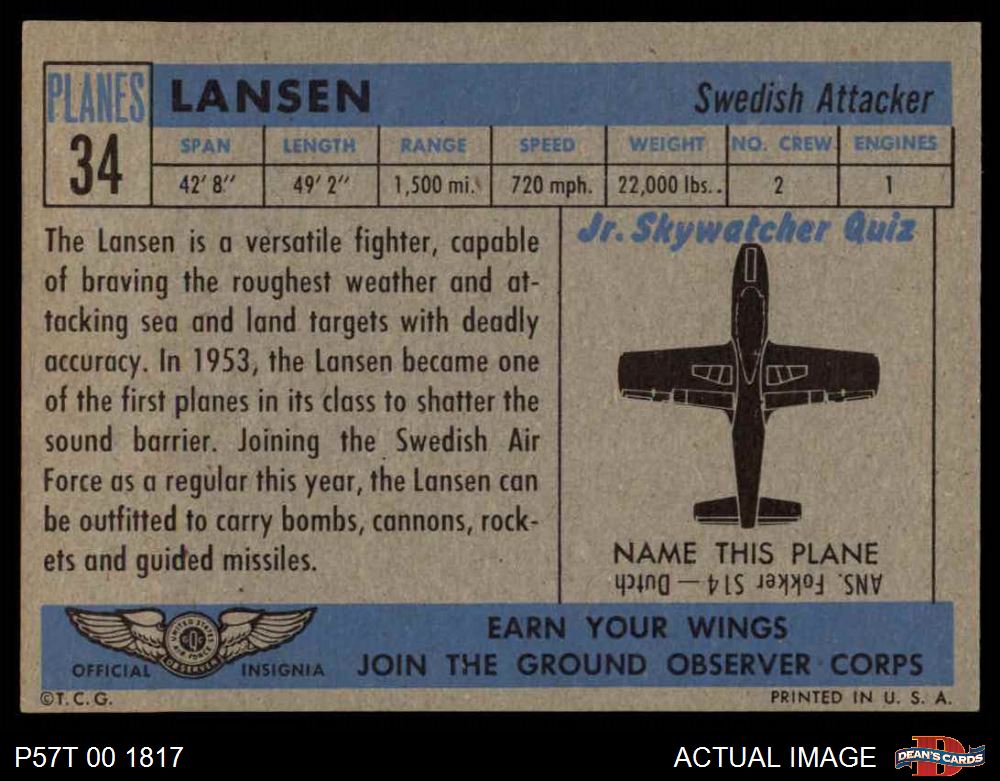 PLANES
34
LANSEN
Swedish Attacker
SPAN LENGTH RANGE SPEED WEIGHT NO. CREW ENGINES
42' 8" 49' 2" 1,500 mi. 720 mph. 22,000 lbs.. 2 1
The Lansen is a versatile fighter, capable
of braving the roughest weather and at-
tacking sea and land targets with deadly
accuracy. In 1953, the Lansen became one
of the first planes in its class to shatter the
sound barrier. Joining the Swedish Air
Force as a regular this year, the Lansen can
be outfitted to carry bombs, cannons, rock-
ets and guided missiles.
Jr. Skywatcher Quiz
NAME THIS PLANE
ANS. Fokker S14 — Dutch
UNITED STATES
AIR FORCE
GOC
OBSERVER
OFFICIAL INSIGNIA
EARN YOUR WINGS
JOIN THE GROUND OBSERVER CORPS
©T.C.G.
PRINTED IN U. S. A.
P57T 00 1817
ACTUAL IMAGE
DEAN'S CARDS